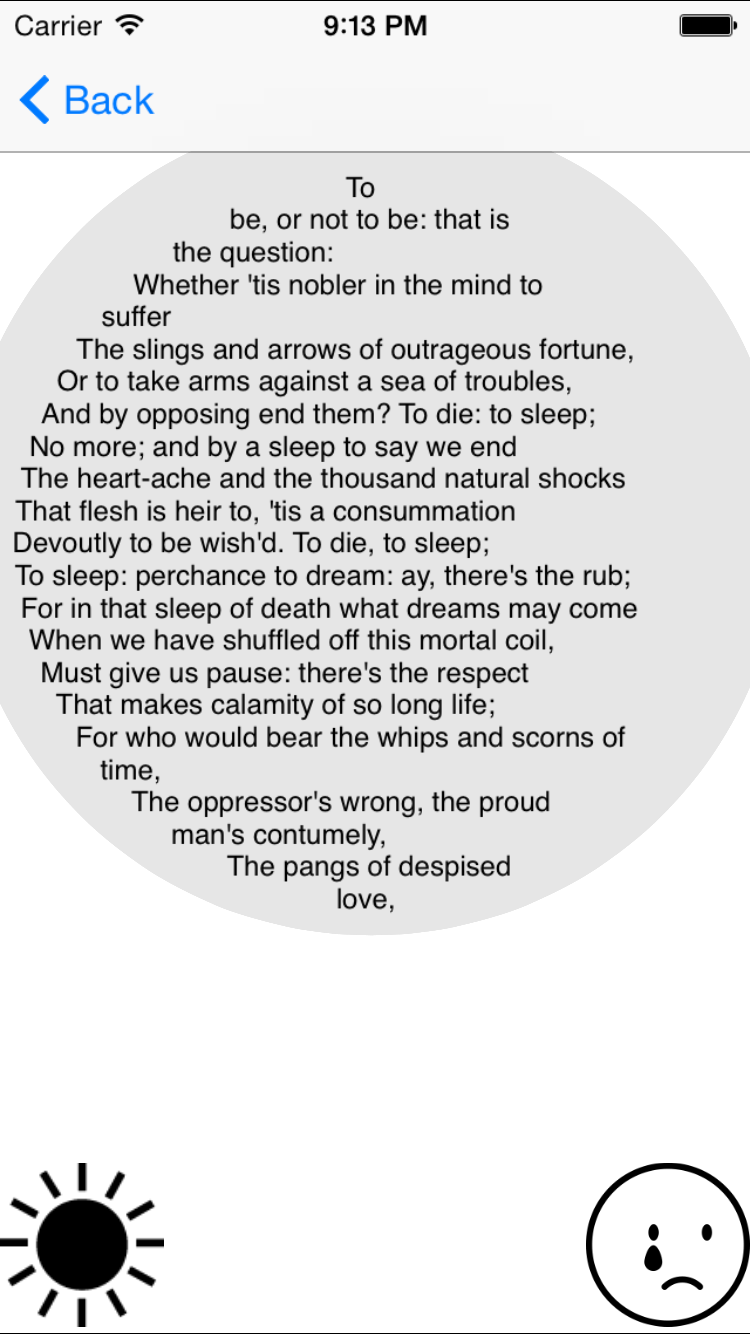 Carrier 9:13 PM
Back
To
be, or not to be: that is
the question:
Whether 'tis nobler in the mind to
suffer
The slings and arrows of outrageous fortune,
Or to take arms against a sea of troubles,
And by opposing end them? To die: to sleep;
No more; and by a sleep to say we end
The heart-ache and the thousand natural shocks
That flesh is heir to, 'tis a consummation
Devoutly to be wish'd. To die, to sleep;
To sleep: perchance to dream: ay, there's the rub;
For in that sleep of death what dreams may come
When we have shuffled off this mortal coil,
Must give us pause: there's the respect
That makes calamity of so long life;
For who would bear the whips and scorns of
time,
The oppressor's wrong, the proud
man's contumely,
The pangs of despised
love,